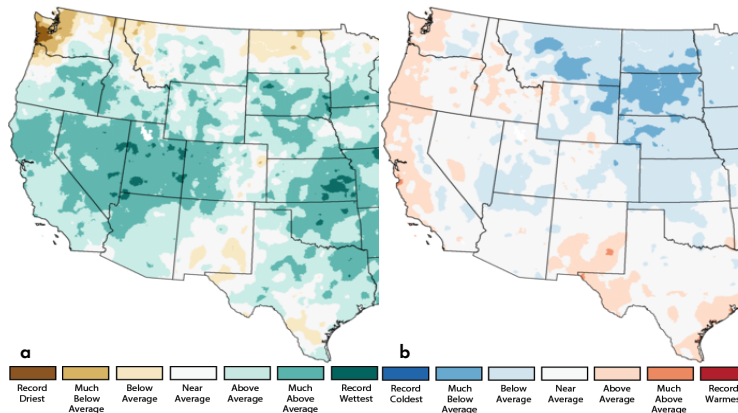 a
b
Record Driest
Much Below Average
Below Average
Near Average
Above Average
Much Above Average
Record Wettest
Record Coldest
Much Below Average
Below Average
Near Average
Above Average
Much Above Average
Record Warmes